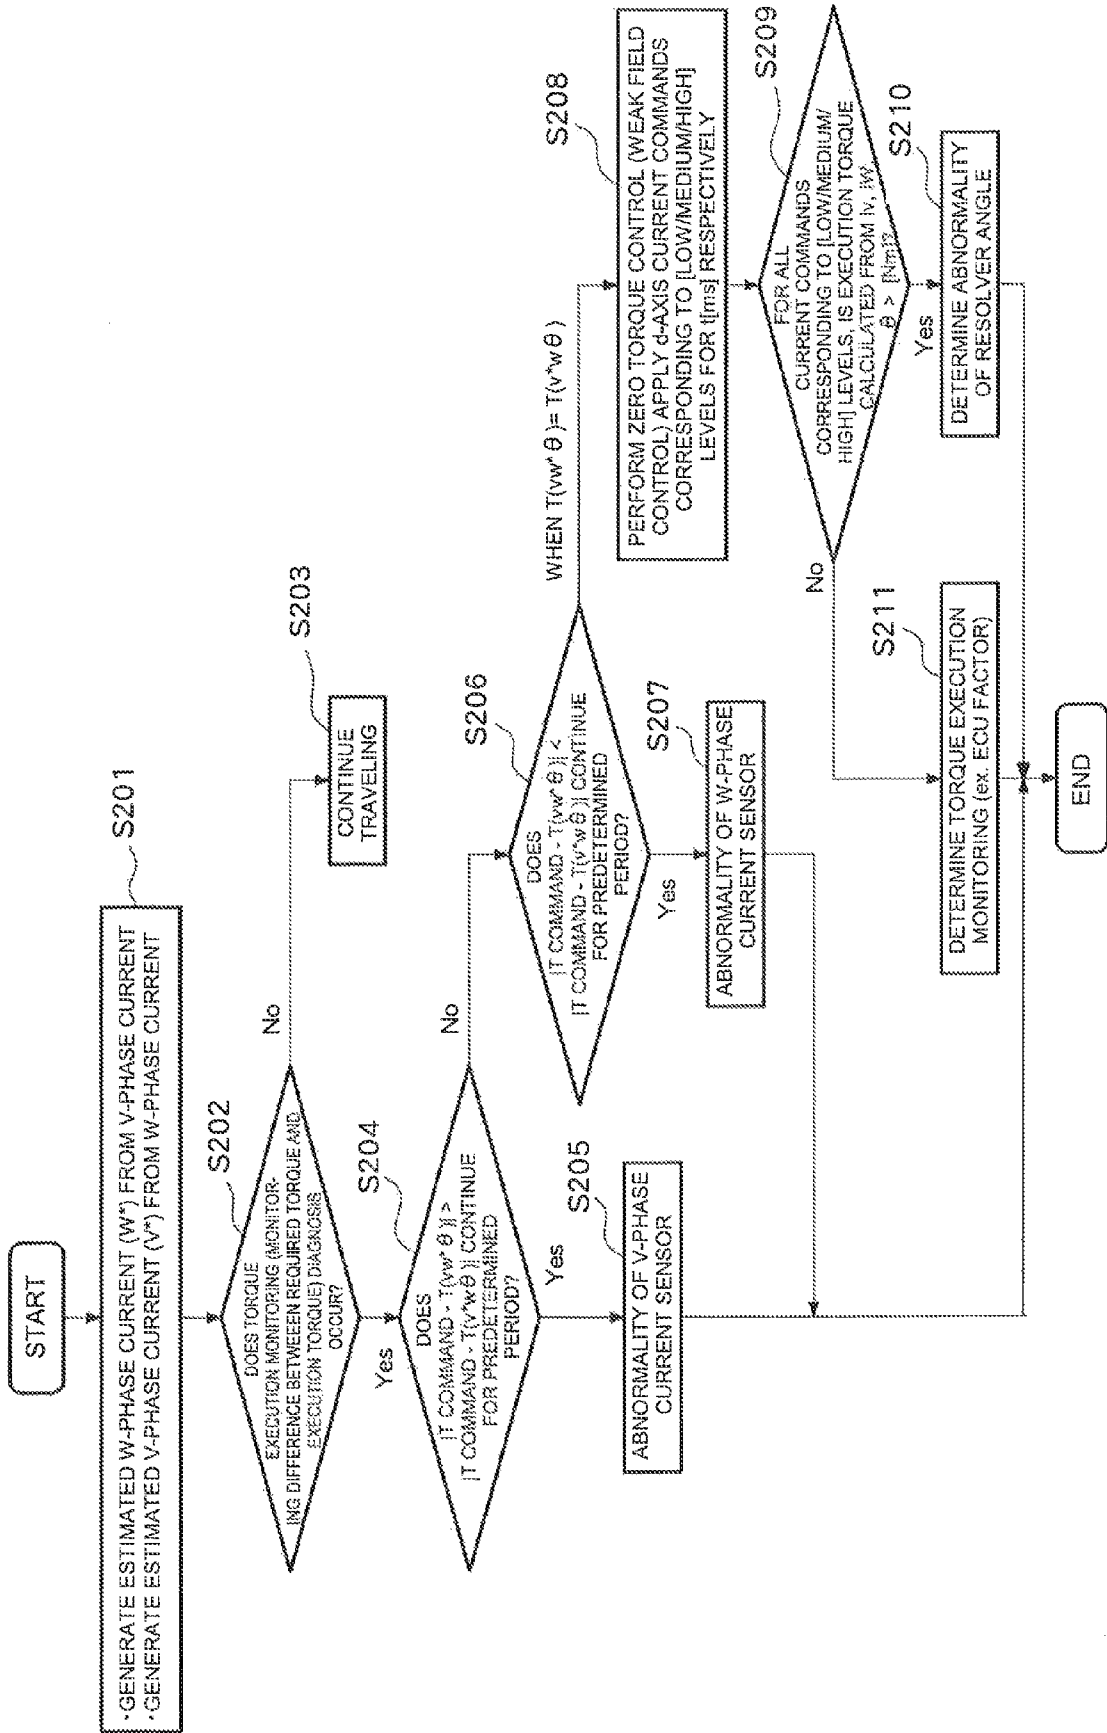 START
S201
·GENERATE ESTIMATED W-PHASE CURRENT (W*) FROM V-PHASE CURRENT
·GENERATE ESTIMATED V-PHASE CURRENT (V*) FROM W-PHASE CURRENT
S202
DOES TORQUE
EXECUTION MONITORING (MONITOR-
ING DIFFERENCE BETWEEEN REQUIRED TORQUE AND
EXECUTION TORQUE) DIAGNOSIS
OCCUR?
No
S203
CONTINUE
TRAVELING
Yes
S204
DOES
|T COMMAND - T(vw* θ)| >
|T COMMAND - T(v*w θ)| CONTINUE
FOR PREDETERMINED
PERIOD?
No
Yes
S205
ABNORMALITY OF V-PHASE
CURRENT SENSOR
S206
DOES
|T COMMAND - T(vw* θ)| <
|T COMMAND - T(v*w θ)| CONTINUE
FOR PREDETERMINED
PERIOD?
Yes
S207
ABNORMALITY OF W-PHASE
CURRENT SENSOR
WHEN T(vw* θ) = T(v*w θ)
S208
PERFORM ZERO TORQUE CONTROL (WEAK FIELD
CONTROL) APPLY d-AXIS CURRENT COMMANDS
CORRESPONDING TO [LOW/MEDIUM/HIGH]
LEVELS FOR t[ms] RESPECTIVELY
S209
FOR ALL
CURRENT COMMANDS
CORRESPONDING TO [LOW/MEDIUM/
HIGH] LEVELS, IS EXECUTION TORQUE
CALCULATED FROM Iv, Iw,
θ > [Nm]?
No
Yes
S210
DETERMINE ABNORMALITY
OF RESOLVER ANGLE
S211
DETERMINE TORQUE EXECUTION
MONITORING (ex. ECU FACTOR)
END